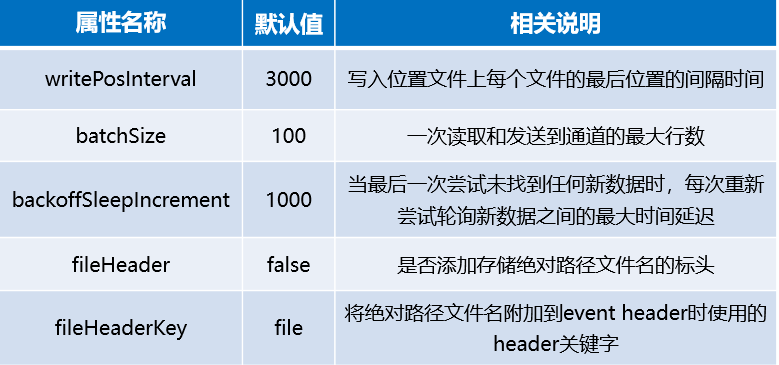 属性名称 默认值 相关说明
writePosInterval 3000 写入位置文件上每个文件的最后位置的间隔时间
batchSize 100 一次读取和发送到通道的最大行数
backoffSleepIncrement 1000 当最后一次尝试未找到任何新数据时，每次重新
尝试轮询新数据之间的最大时间延迟
fileHeader false 是否添加存储绝对路径文件名的标头
fileHeaderKey file 将绝对路径文件名附加到event header时使用的
header关键字